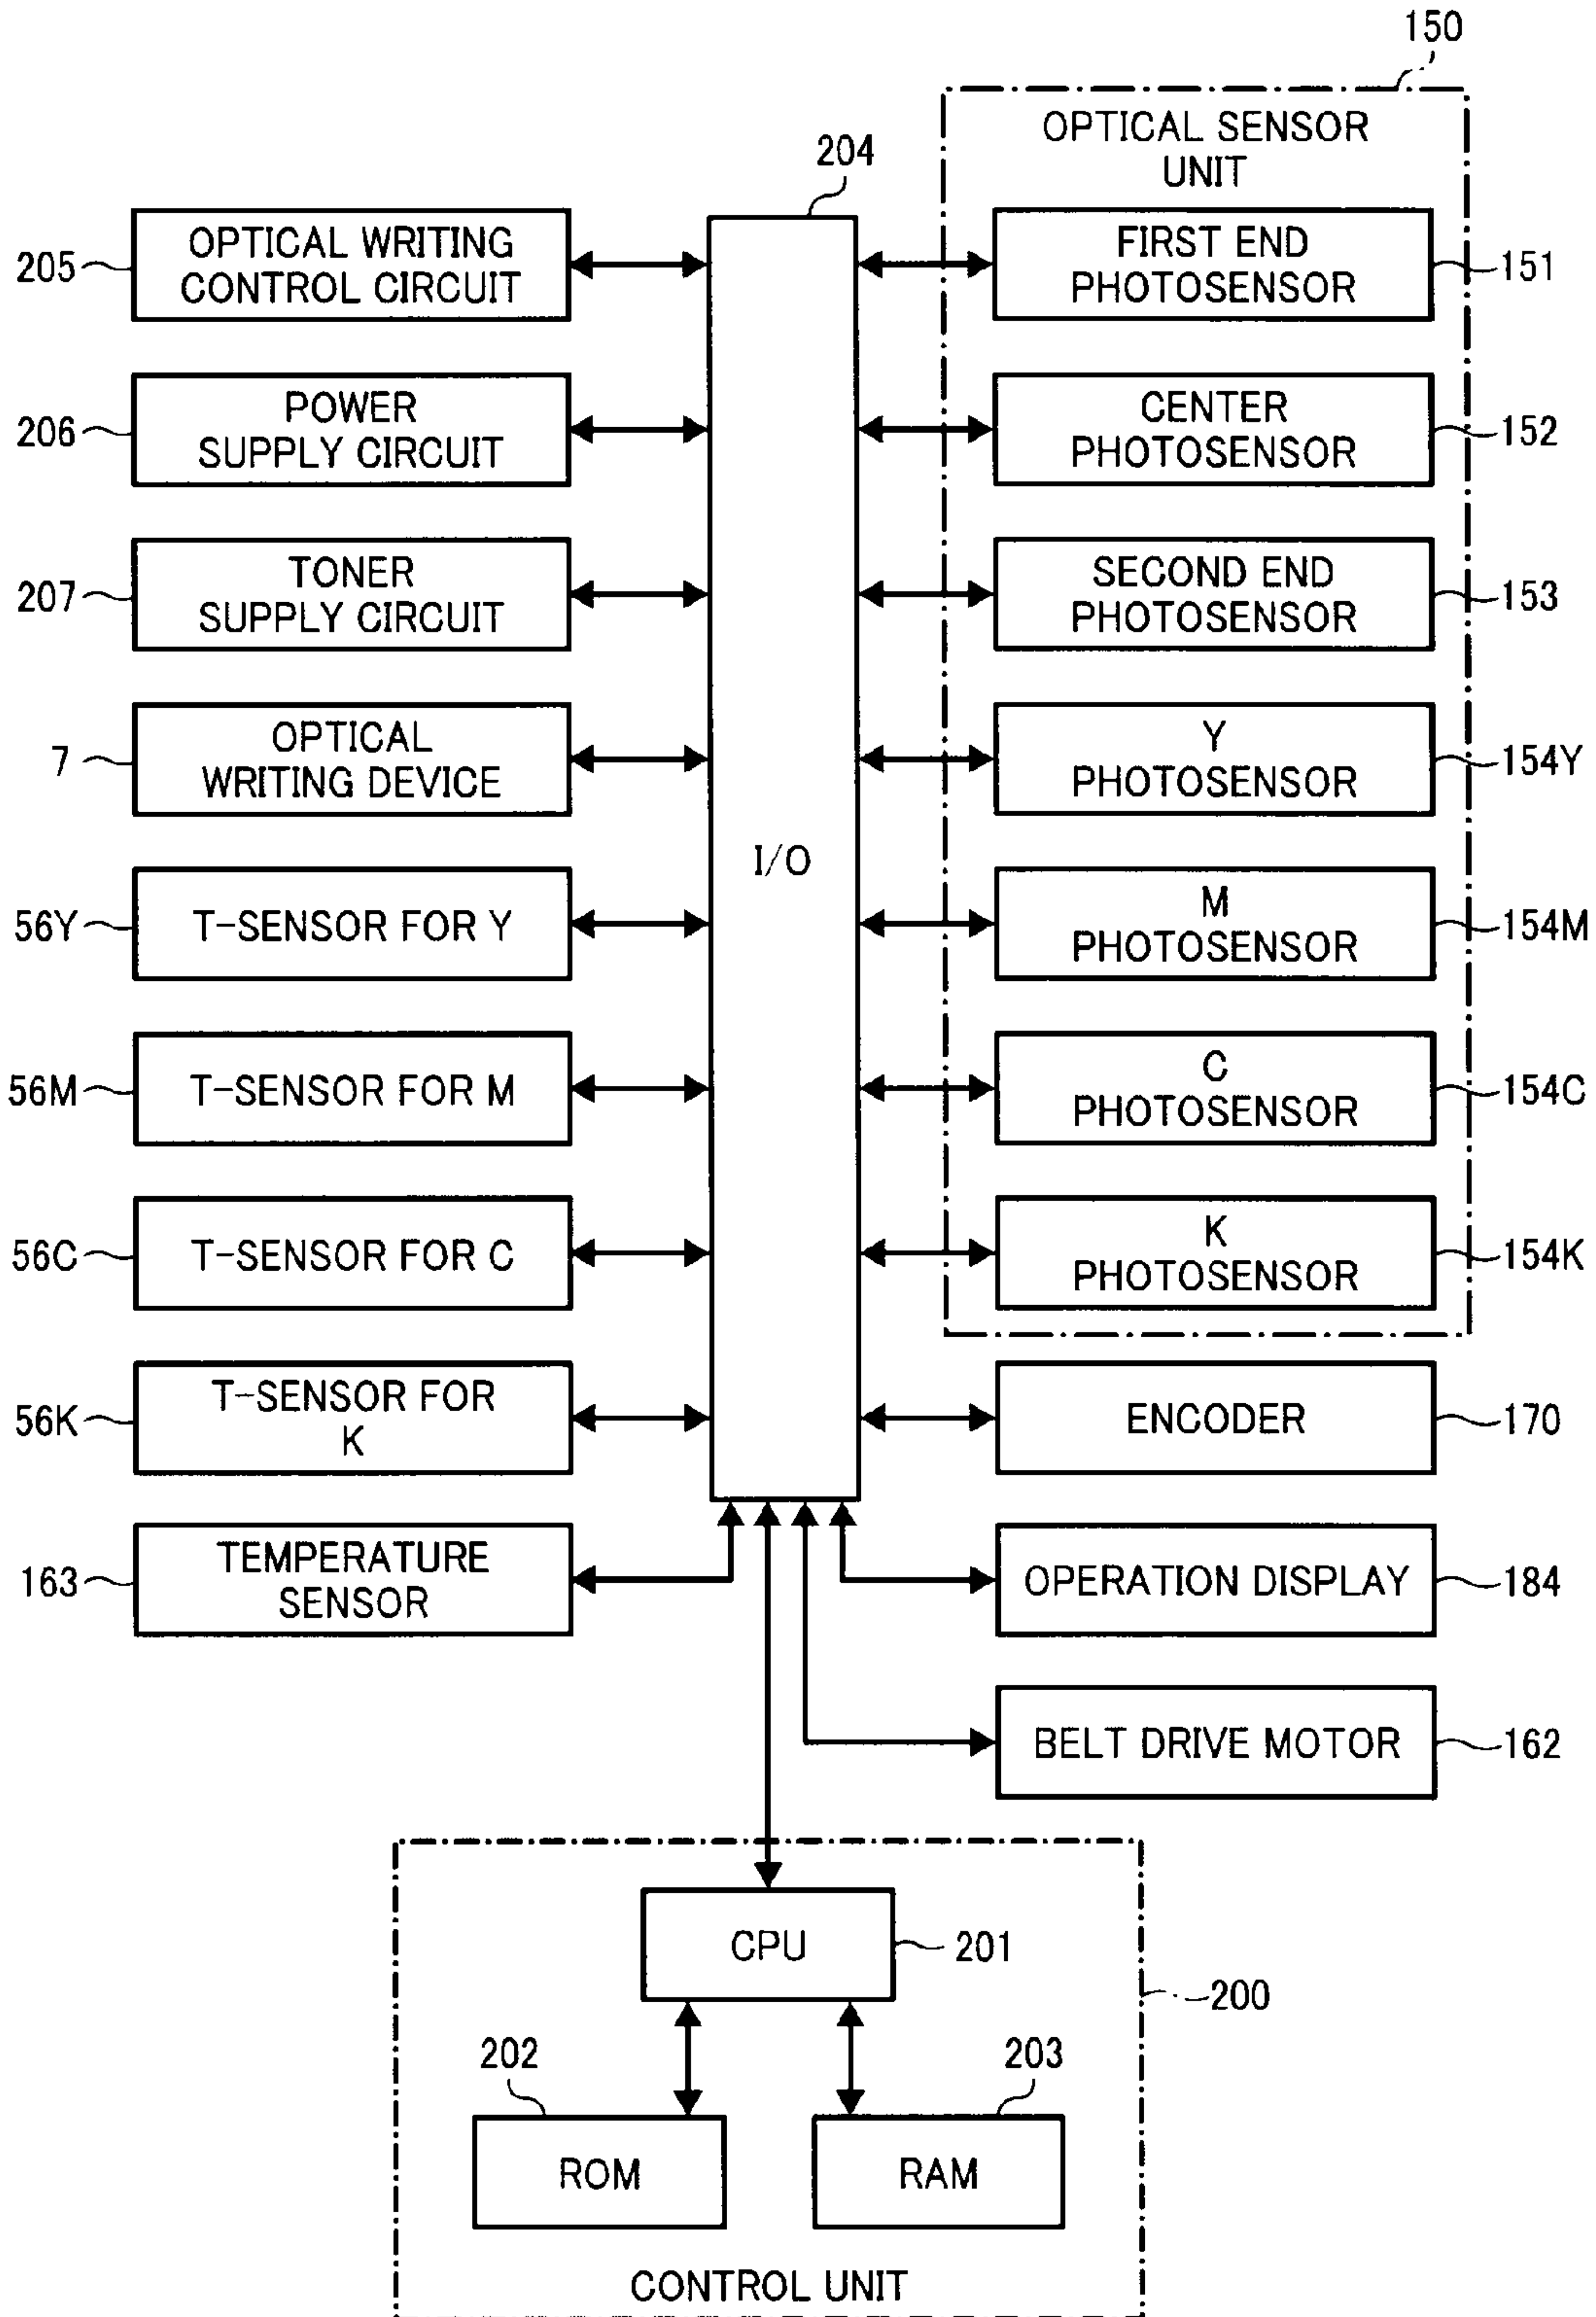 150
OPTICAL SENSOR
UNIT
204
205
OPTICAL WRITING
CONTROL CIRCUIT
FIRST END
PHOTOSENSOR
151
206
POWER
SUPPLY CIRCUIT
CENTER
PHOTOSENSOR
152
207
TONER
SUPPLY CIRCUIT
SECOND END
PHOTOSENSOR
153
7
OPTICAL
WRITING DEVICE
Y
PHOTOSENSOR
154Y
I/O
56Y
T-SENSOR FOR Y
M
PHOTOSENSOR
154M
56M
T-SENSOR FOR M
C
PHOTOSENSOR
154C
56C
T-SENSOR FOR C
K
PHOTOSENSOR
154K
56K
T-SENSOR FOR
K
ENCODER
170
163
TEMPERATURE
SENSOR
OPERATION DISPLAY
184
BELT DRIVE MOTOR
162
CPU
201
200
202
203
ROM
RAM
CONTROL UNIT